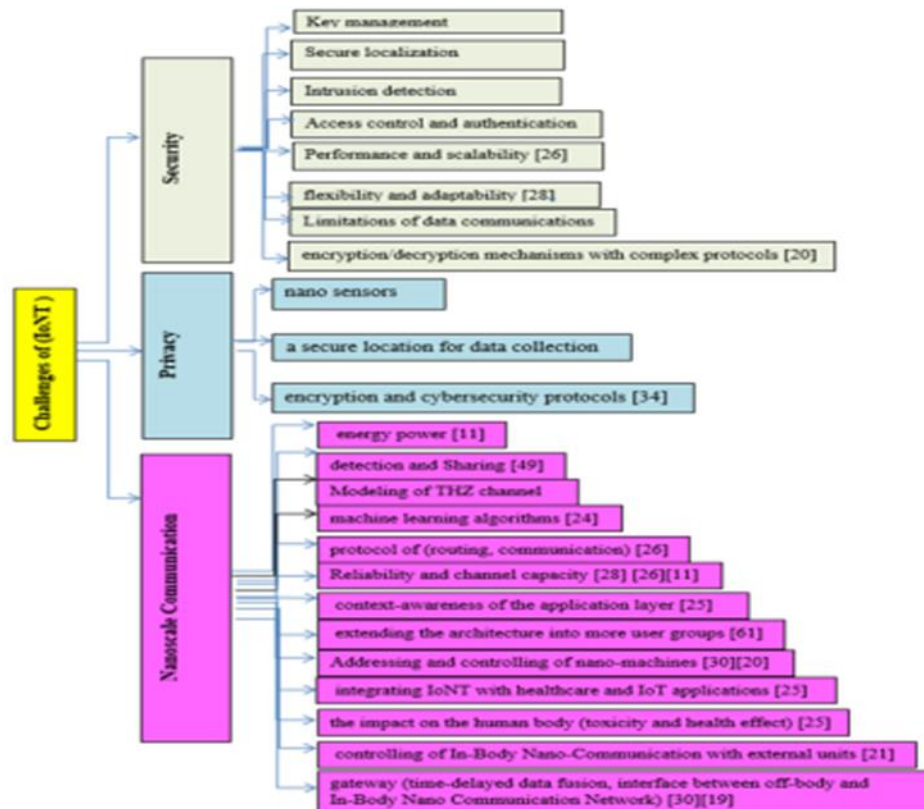 Challenges of (IoNT )
Security
Key management
Secure localization
Intrusion detection
Access control and authentication
Performance and scalability [26]
flexibility and adaptability [28]
Limitations of data communications
encryption/decryption mechanisms with complex protocols [20]
Privacy
nano sensors
a secure location for data collection
encryption and cybersecurity protocols [34]
Nanoscale Communication
energy power [11]
detection and Sharing [49]
Modeling of THZ channel
machine learning algorithms [24]
protocol of (routing, communication) [26]
Reliability and channel capacity [28] [26][11]
context-awareness of the application layer [25]
extending the architecture into more user groups [61]
Addressing and controlling of nano-machines [30][20]
integrating IoNT with healthcare and IoT applications [25]
the impact on the human body (toxicity and health effect) [25]
controlling of In-Body Nano-Communication with external units [21]
gateway (time-delayed data fusion, interface between off-body and
In-Body Nano Communication Network) [30][19]